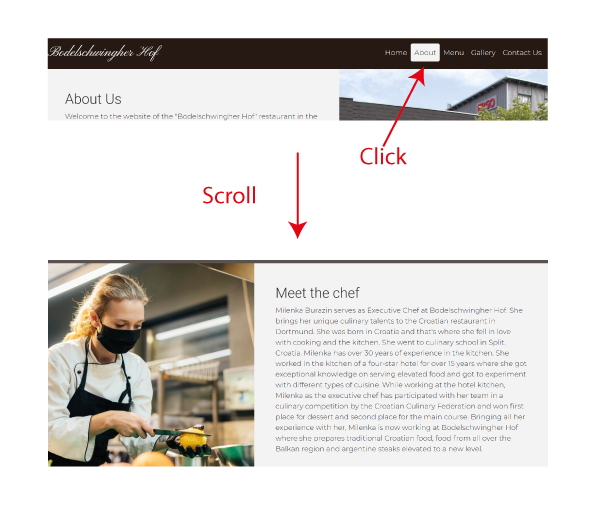 Bodelschwingher Hof
Home About Menu Gallery Contact Us
About Us
Welcome to the website of the "Bodelschwingher Hof" restaurant in the
Click
Scroll
Meet the chef
Milenka Burazin serves as Executive Chef at Bodelschwingher Hof. She
brings her unique culinary talents to the Croatian restaurant in
Dortmund. She was born in Croatia and that's where she fell in love
with cooking and the kitchen. She went to culinary school in Split,
Croatia. Milenka has over 30 years of experience in the kitchen. She
worked in the kitchen of a four-star hotel for over 15 years where she got
exceptional knowledge on serving elevated food and got to experiment
with different types of cuisine. While working at the hotel kitchen,
Milenka as the executive chef has participated with her team in a
culinary competition by the Croatian Culinary Federation and won first
place for dessert and second place for the main course. Bringing all her
experience with her, Milenka is now working at Bodelschwingher Hof
where she prepares traditional Croatian food, food from all over the
Balkan region and argentine steaks elevated to a new level.